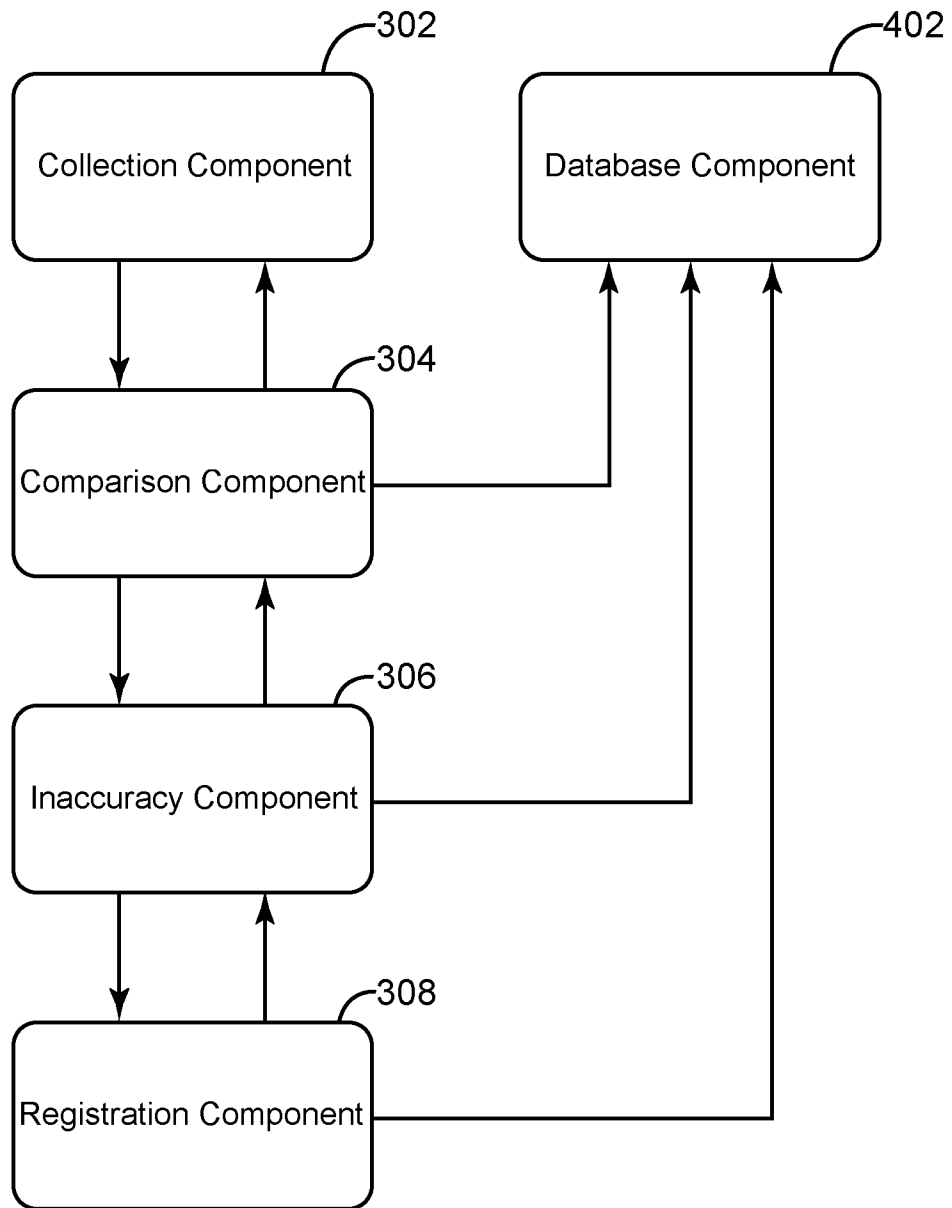 302
402
Collection Component
Database Component
304
Comparison Component
306
Inaccuracy Component
308
Registration Component